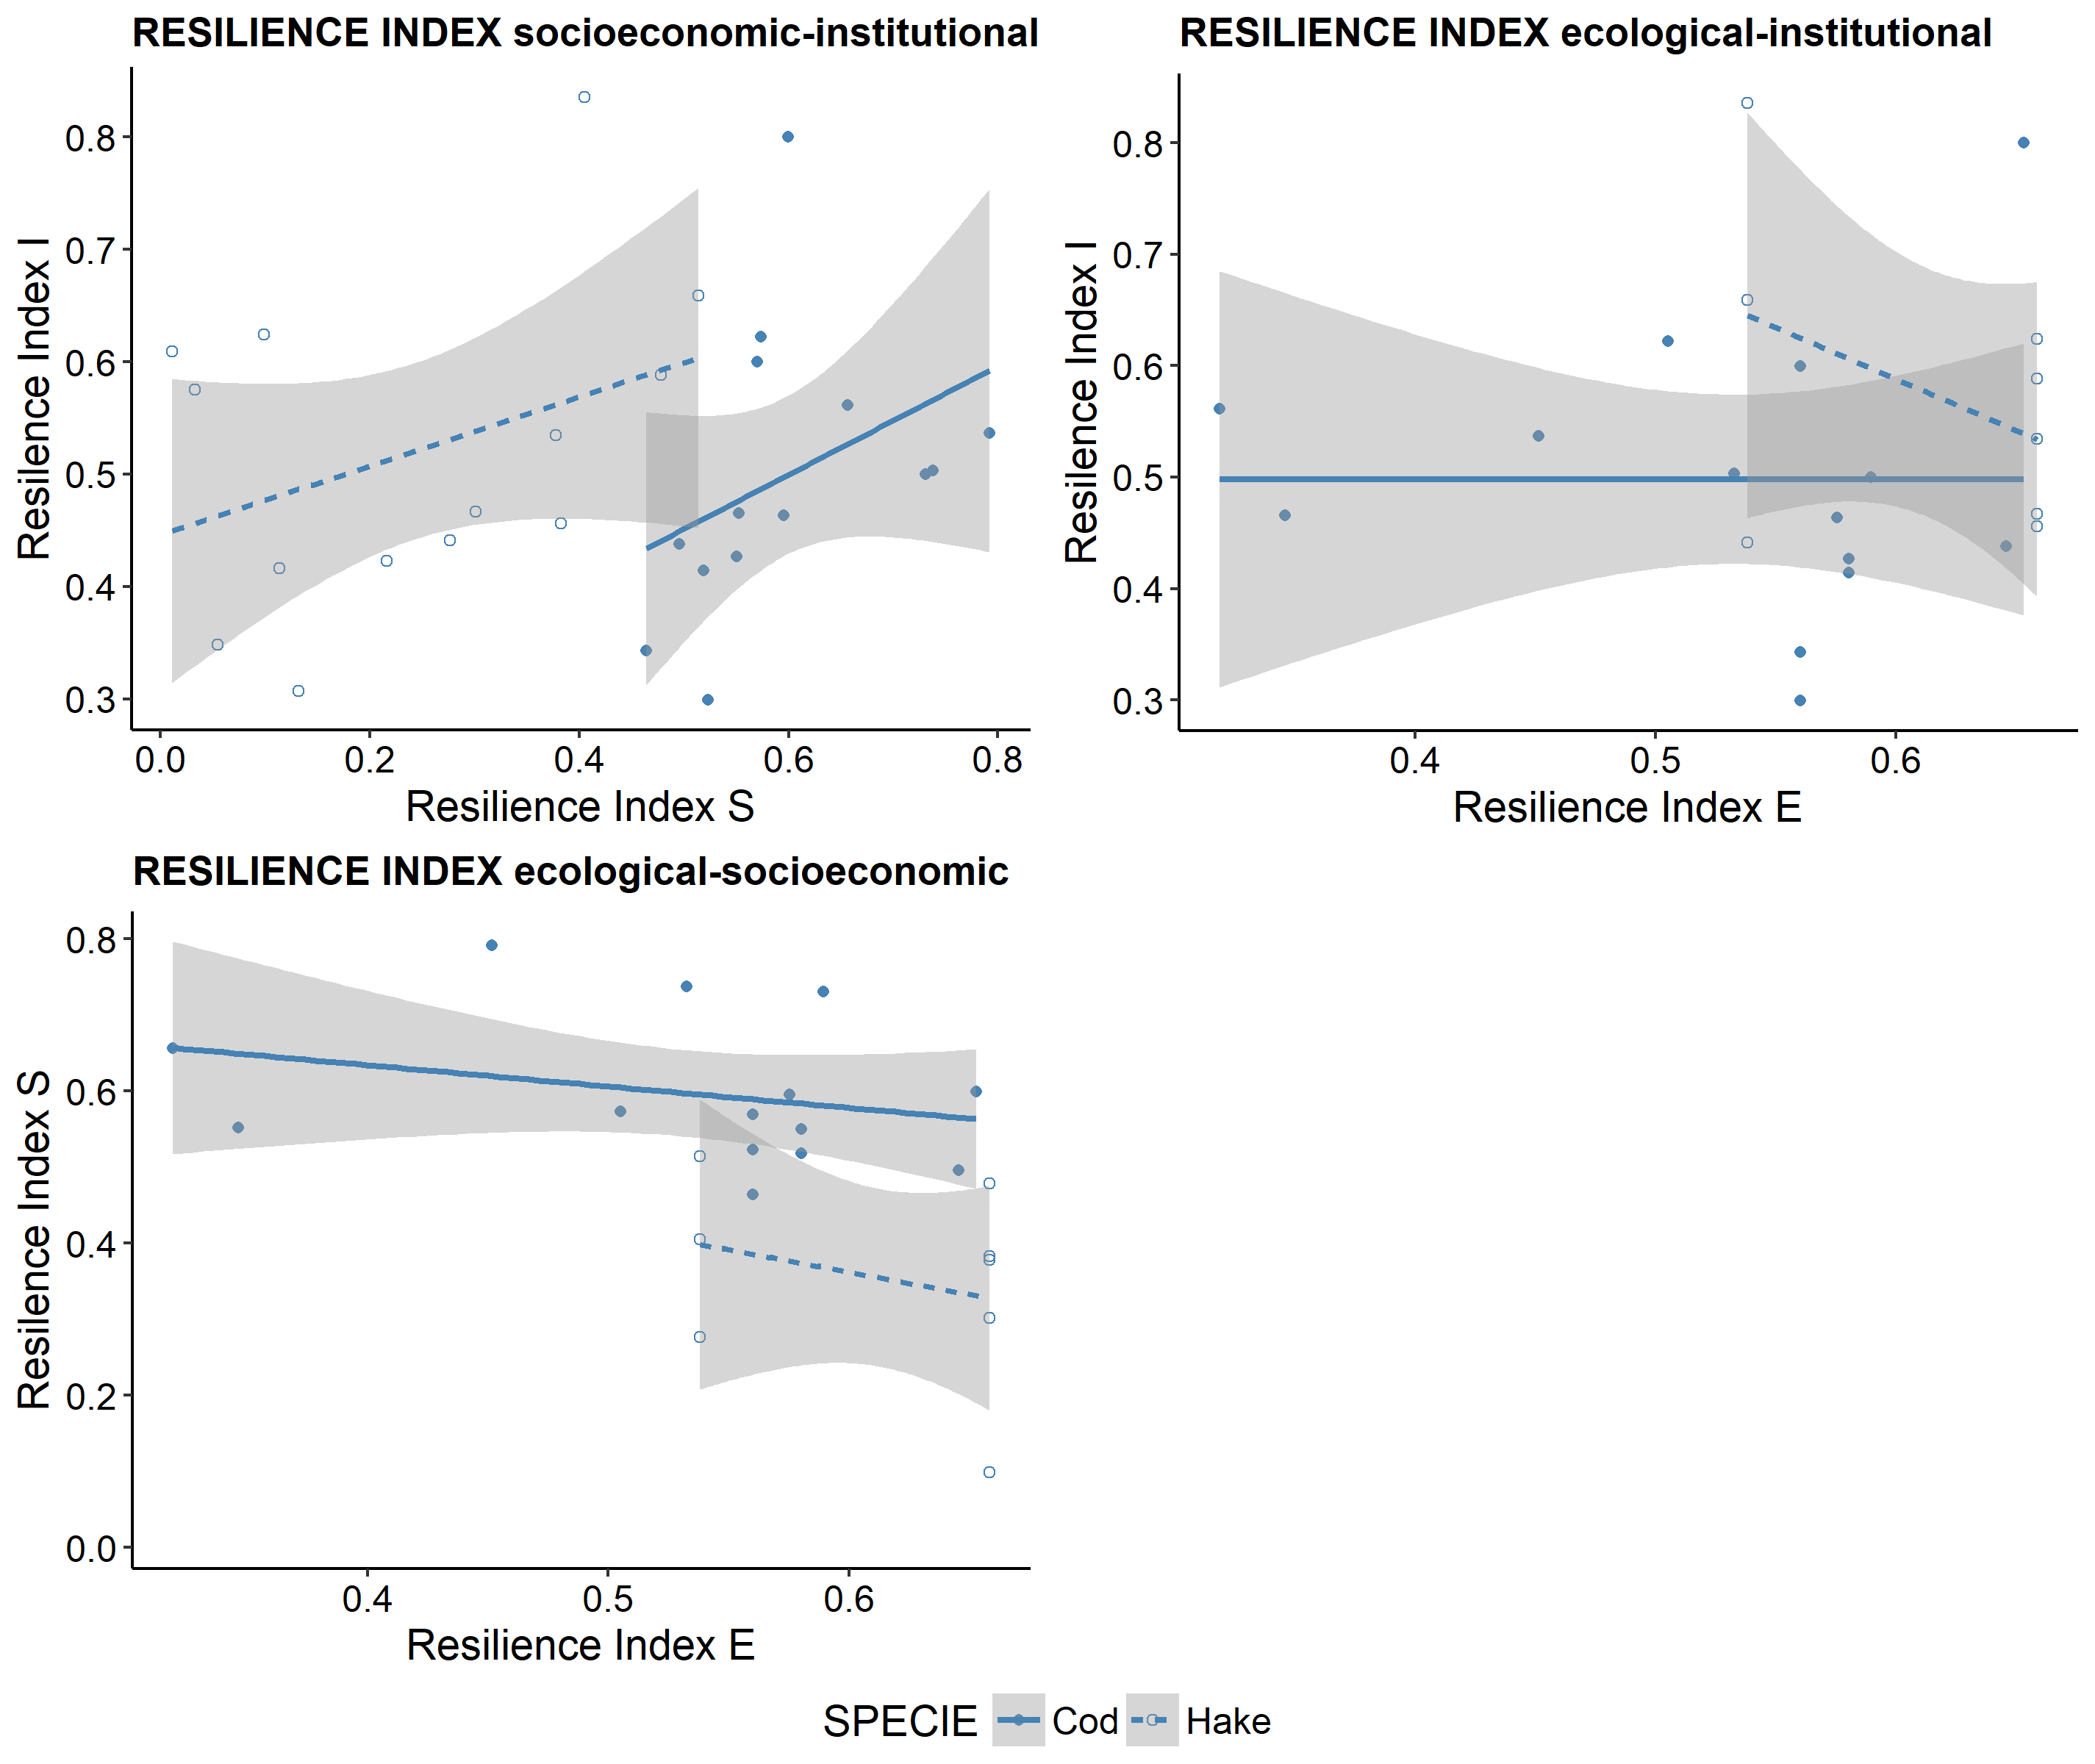 RESILIENCE INDEX socioeconomic-institutional
Resilence Index I
0.8
0.7
0.6
0.5
0.4
0.3
0.0 0.2 0.4 0.6 0.8
Resilience Index S
RESILIENCE INDEX ecological-institutional
Resilence Index I
0.8
0.7
0.6
0.5
0.4
0.3
0.4 0.5 0.6
Resilience Index E
RESILIENCE INDEX ecological-socioeconomic
Resilence Index S
0.8
0.6
0.4
0.2
0.0
0.4 0.5 0.6
Resilience Index E
SPECIE Cod Hake